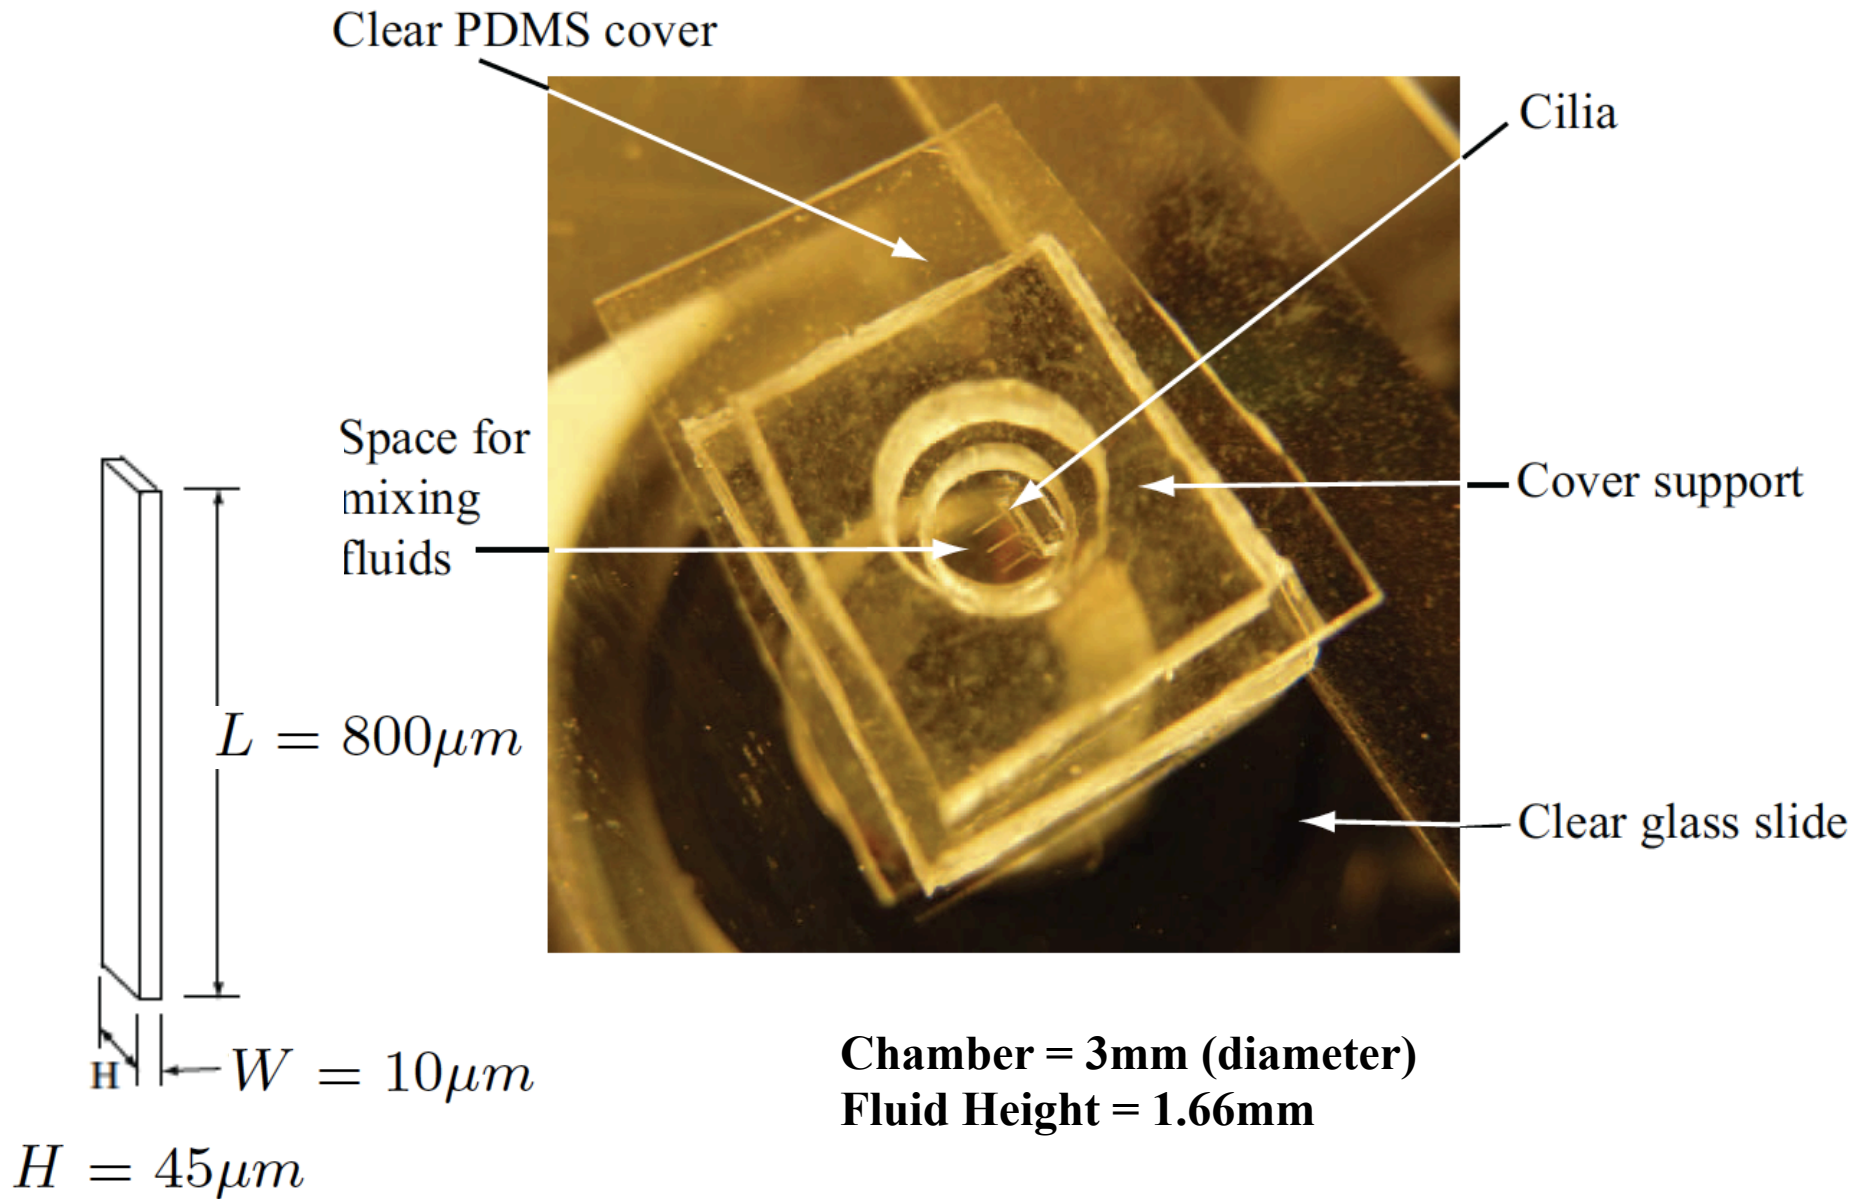 Clear PDMS cover
Cilia
Space for
mixing
fluids
Cover support
L = 800μm
Clear glass slide
H
W = 10μm
Chamber = 3mm (diameter)
Fluid Height = 1.66mm
H = 45μm